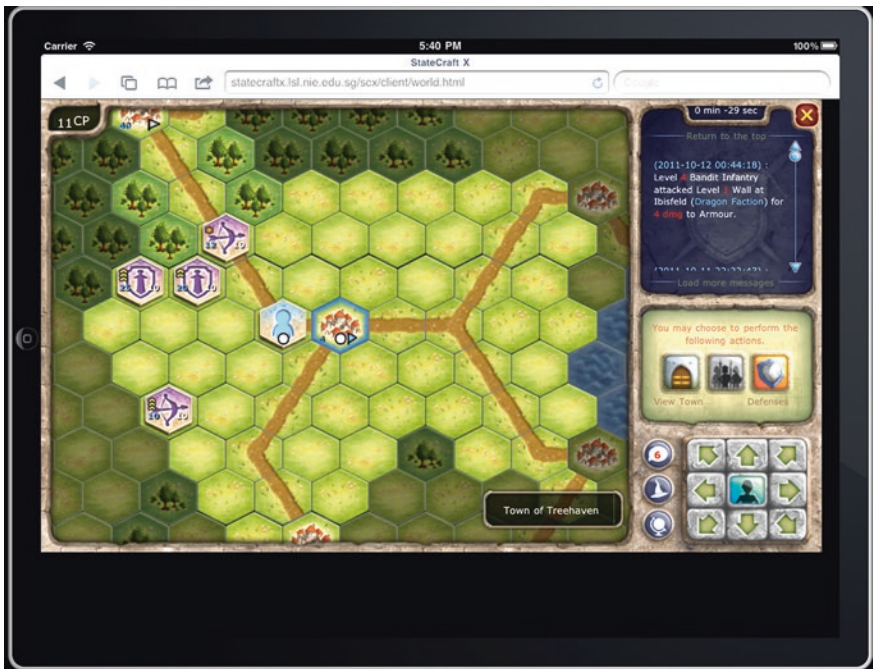 Carrier
5:40 PM
100%
StateCraft X
statecraftx.lsl.nie.edu.sg/scx/client/world.html
Google
11 CP
0 min -29 sec
Return to the top
(2011-10-12 00:44:18) :
Level 4 Bandit Infantry
attacked Level 1 Wall at
Ibisfeld (Dragon Faction) for
4 dmg to Armour.
Load more messages
You may choose to perform the
following actions.
View Town
Defenses
6
Town of Treehaven